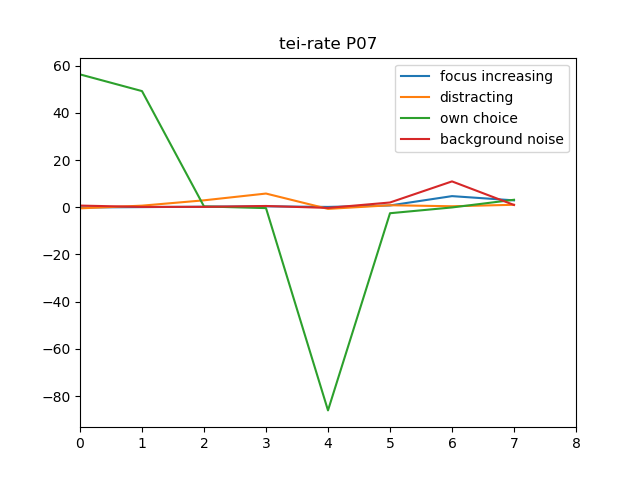 tei-rate P07
focus increasing
distracting
own choice
background noise
60
40
20
0
−20
−40
−60
−80
0 1 2 3 4 5 6 7 8